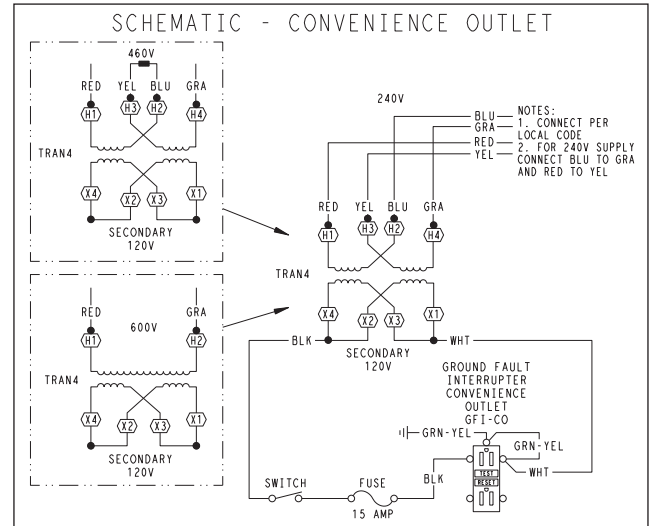 SCHEMATIC - CONVENIENCE OUTLET
460V
RED YEL BLU GRA
H1 H3 H2 H4
TRAN4
X4 X2 X3 X1
SECONDARY
120V
RED GRA
600V
H1 H2
TRAN4
X4 X2 X3 X1
SECONDARY
120V
240V
BLU
GRA
RED
YEL
NOTES:
1. CONNECT PER
LOCAL CODE
2. FOR 240V SUPPLY
CONNECT BLU TO GRA
AND RED TO YEL
RED YEL BLU GRA
H1 H3 H2 H4
TRAN4
X4 X2 X3 X1
BLK
WHT
SECONDARY
120V
GROUND FAULT
INTERRUPTER
CONVENIENCE
OUTLET
GFI-CO
GRN-YEL
GRN-YEL
WHT
BLK
TEST
RESET
SWITCH
FUSE
15 AMP